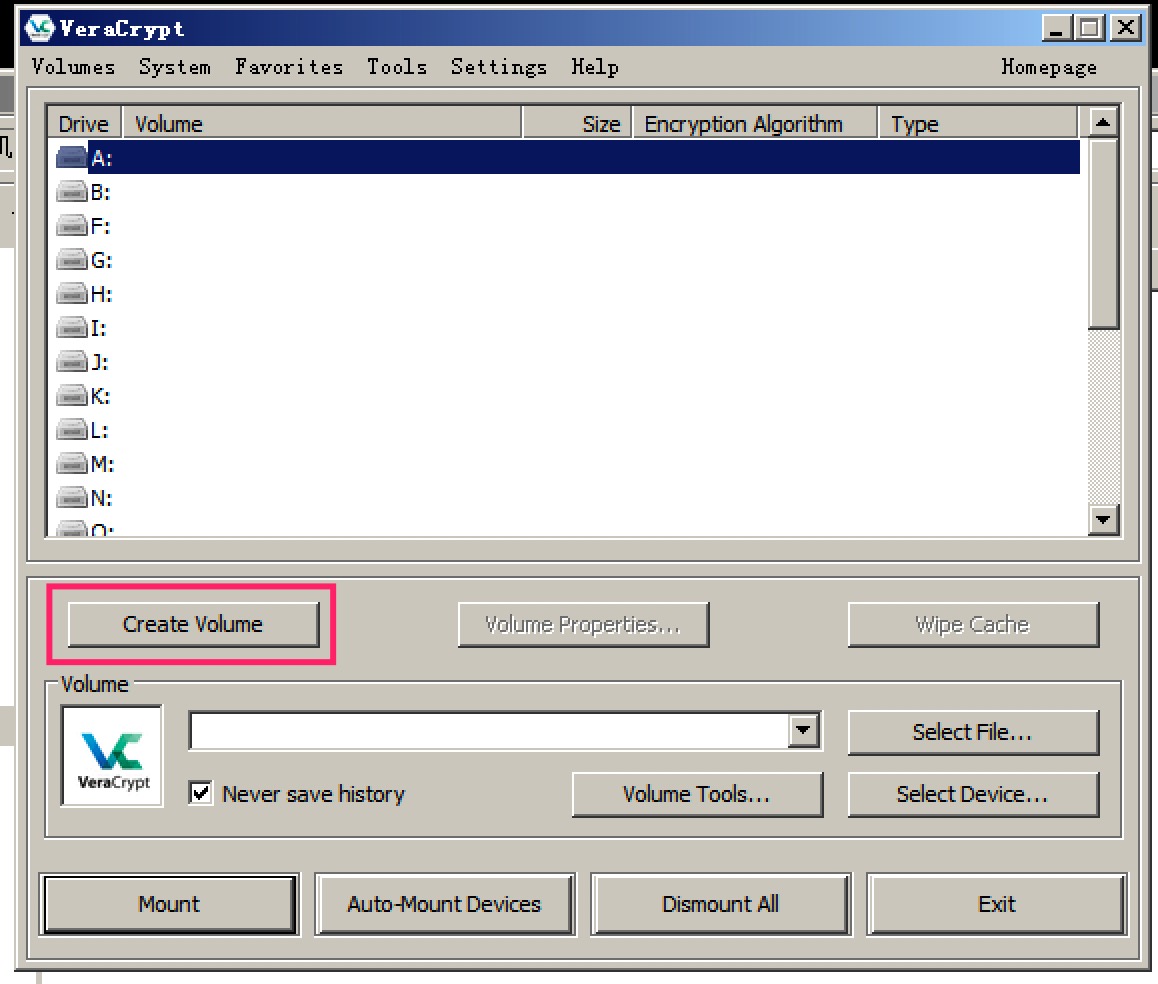 VeraCrypt
Volumes System Favorites Tools Settings Help Homepage
Drive Volume Size Encryption Algorithm Type
A:
B:
F:
G:
H:
I:
J:
K:
L:
M:
N:
Create Volume Volume Properties... Wipe Cache
Volume
VeraCrypt
Select File...
Never save history Volume Tools... Select Device...
Mount Auto-Mount Devices Dismount All Exit